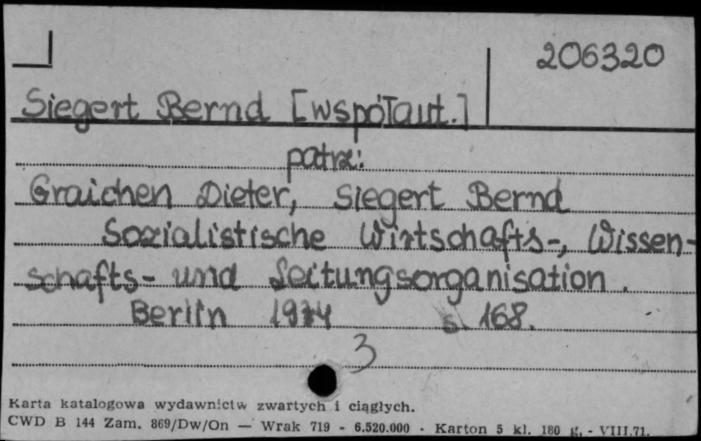 206320
Siegert Bernd [współaut.]
patrz:
Graichen Dieter, Siegert Bernd
Sozialistische Wirtschafts-, Wissen-
schafts- und Leitungsorganisation.
Berlin 1974 s. 168.
3
Karta katalogowa wydawnictw zwartych i ciągłych.
CWD B 144 Zam. 869/Dw/On — Wrak 719 - 6.520.000 - Karton 5 kl. 180 g. - VIII.71.